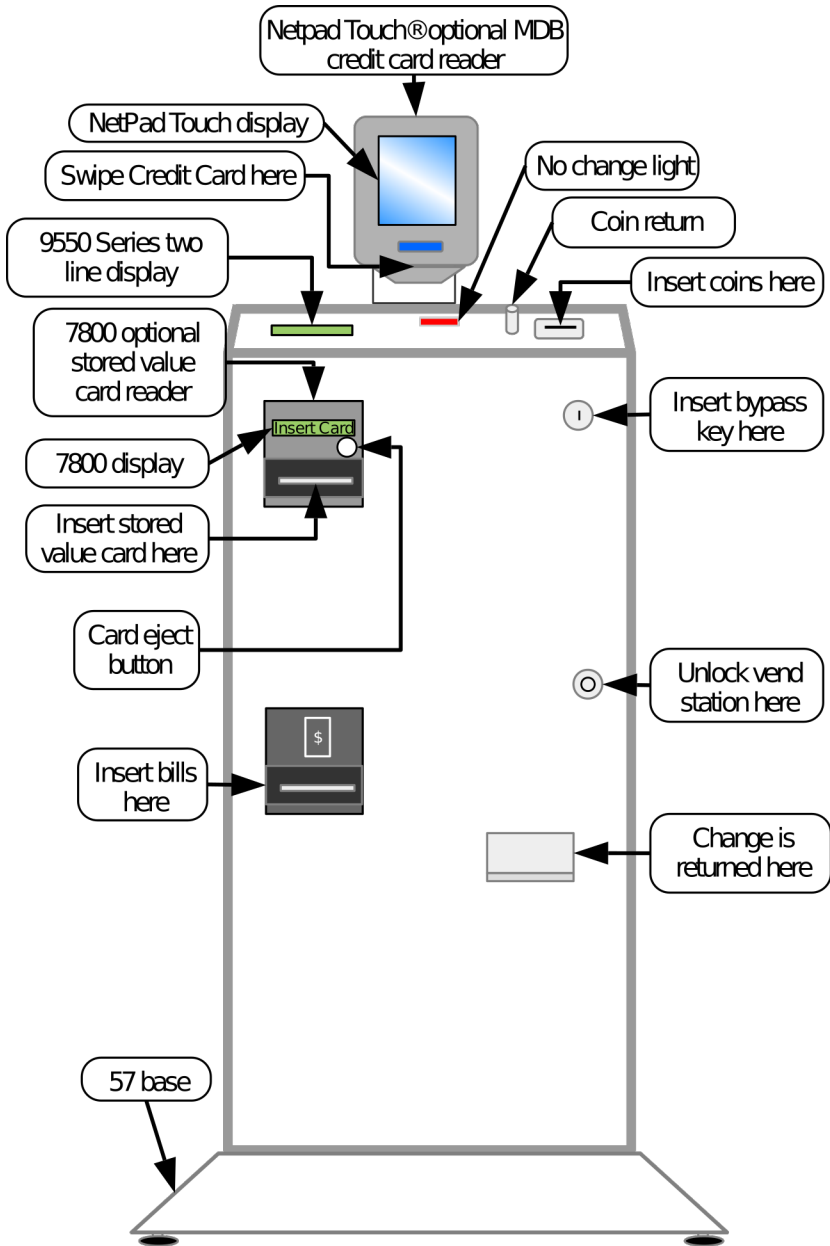 Netpad Touch® optional MDB
credit card reader
NetPad Touch display
Swipe Credit Card here
No change light
Coin return
9550 Series two
line display
Insert coins here
7800 optional
stored value
card reader
Insert bypass
key here
Insert Card
7800 display
Insert stored
value card here
Card eject
button
Unlock vend
station here
$
Insert bills
here
Change is
returned here
57 base